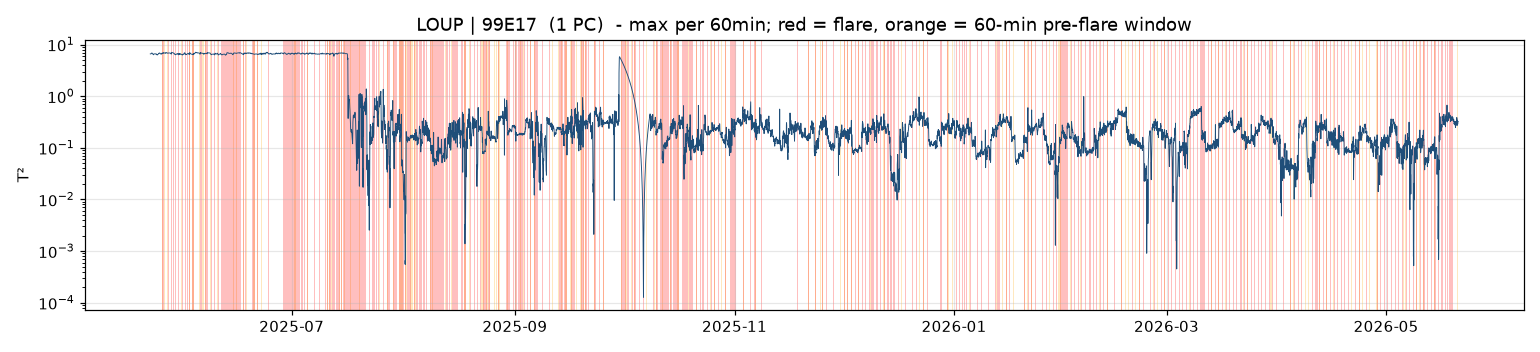 LOUP | 99E17 (1 PC) - max per 60min; red = flare, orange = 60-min pre-flare window
T²
10¹
10⁰
10⁻¹
10⁻²
10⁻³
10⁻⁴
2025-07 2025-09 2025-11 2026-01 2026-03 2026-05